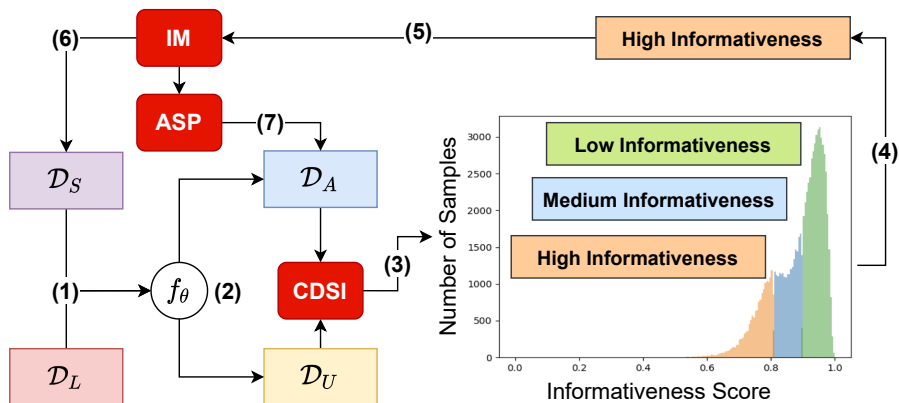 (6)
IM
(5)
High Informativeness
ASP
(7)
(4)
𝒟_S
𝒟_A
(1)
f_θ
(2)
CDSI
(3)
𝒟_L
𝒟_U
Number of Samples
3000
2500
2000
1500
1000
500
0
Low Informativeness
Medium Informativeness
High Informativeness
0.0 0.2 0.4 0.6 0.8 1.0
Informativeness Score